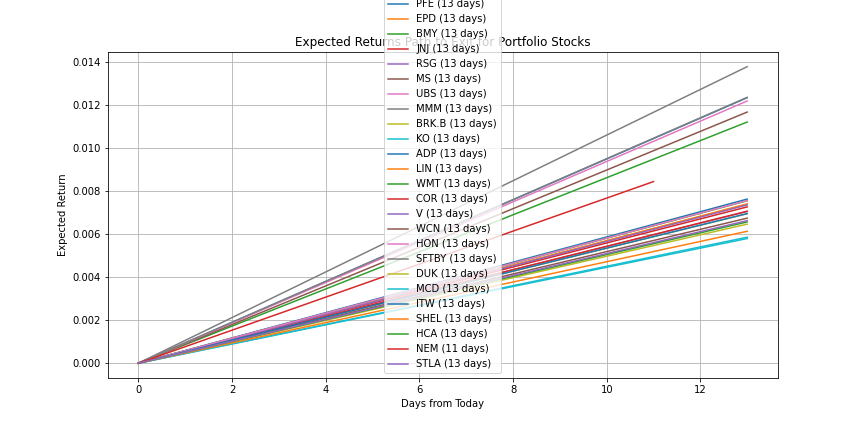 PFE (13 days)
EPD (13 days)
BMY (13 days)
Expected Returns Path to Exit for Portfolio Stocks
JNJ (13 days)
RSG (13 days)
MS (13 days)
UBS (13 days)
MMM (13 days)
BRK.B (13 days)
KO (13 days)
ADP (13 days)
LIN (13 days)
WMT (13 days)
COR (13 days)
V (13 days)
WCN (13 days)
HON (13 days)
SFTBY (13 days)
DUK (13 days)
MCD (13 days)
ITW (13 days)
SHEL (13 days)
HCA (13 days)
NEM (11 days)
STLA (13 days)
0.014
0.012
0.010
0.008
0.006
0.004
0.002
0.000
Expected Return
0 2 4 6 8 10 12
Days from Today